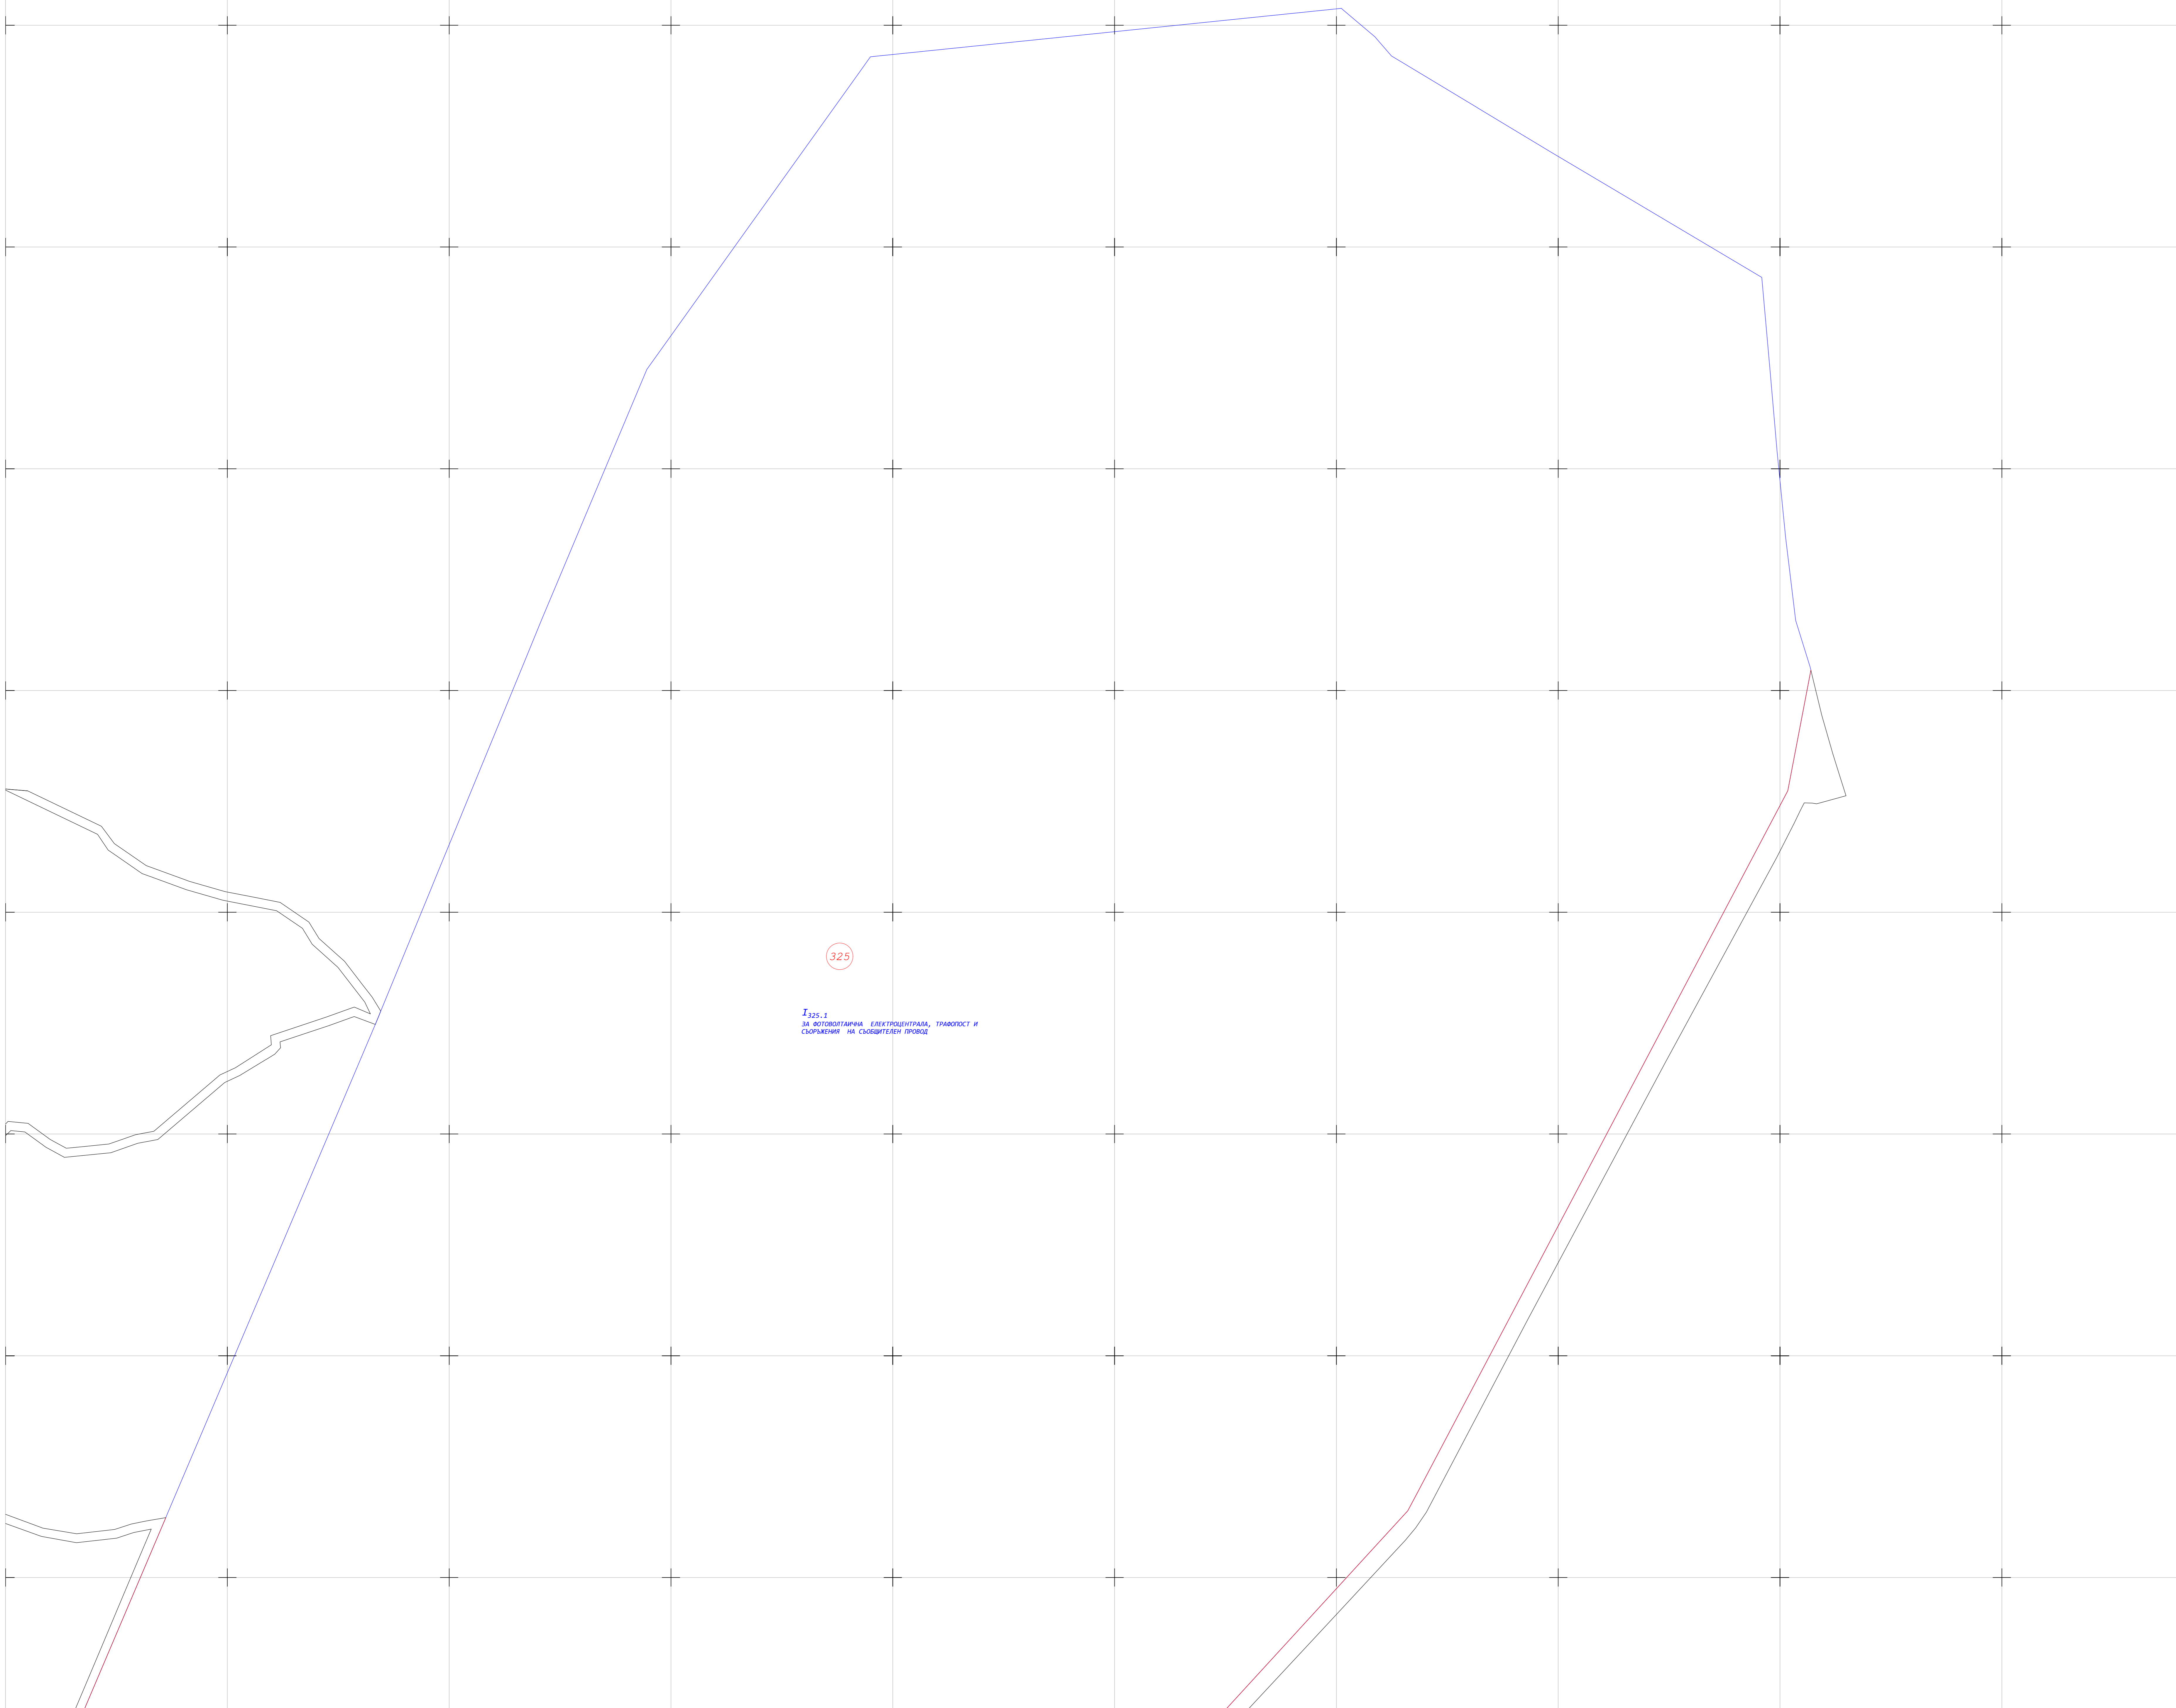 325
I325.1
ЗА ФОТОВОЛТАИЧНА ЕЛЕКТРОЦЕНТРАЛА, ТРАФОПОСТ И
СЪОРЪЖЕНИЯ НА СЪОБЩИТЕЛЕН ПРОВОД